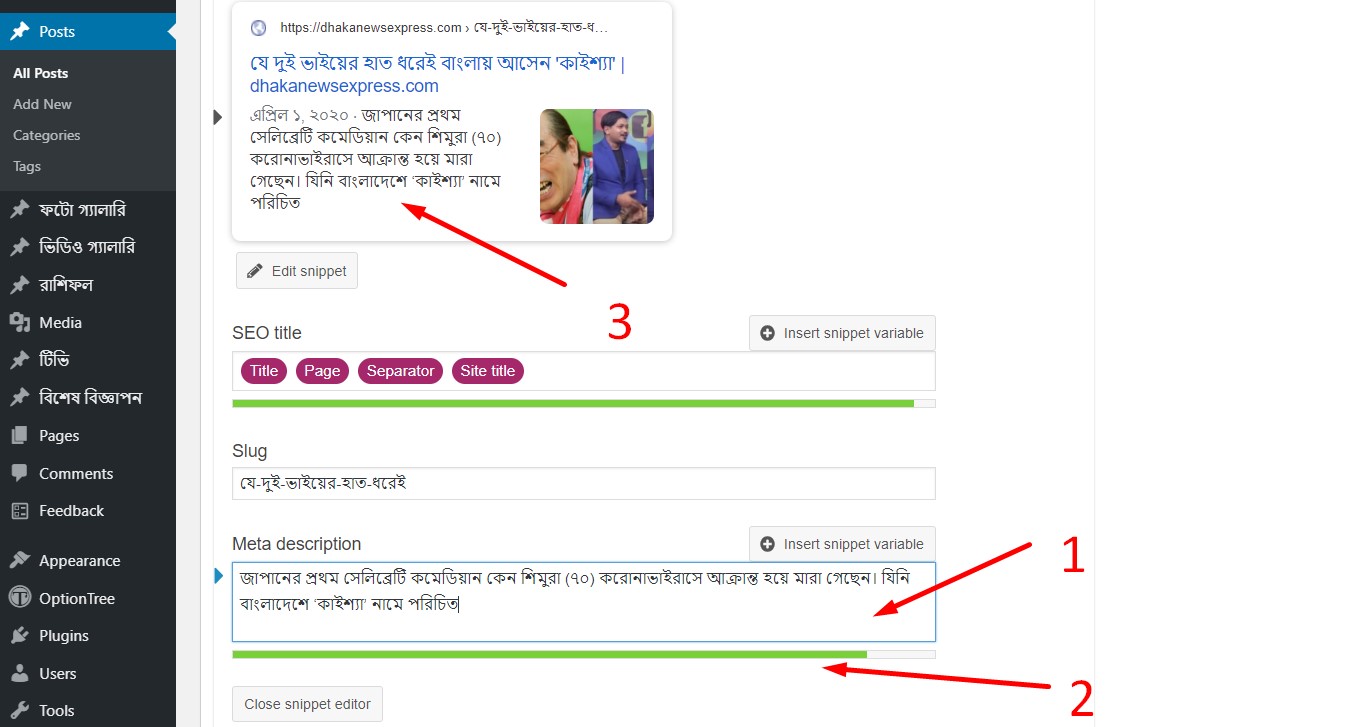 Posts
All Posts
Add New
Categories
Tags
ফটো গ্যালারি
ভিডিও গ্যালারি
রাশিফল
Media
টিভি
বিশেষ বিজ্ঞাপন
Pages
Comments
Feedback
Appearance
OptionTree
Plugins
Users
Tools
https://dhakanewsexpress.com › যে-দুই-ভাইয়ের-হাত-ধ…
যে দুই ভাইয়ের হাত ধরেই বাংলায় আসেন 'কাইশ্যা' |
dhakanewsexpress.com
এপ্রিল ১, ২০২০ · জাপানের প্রথম
সেলিব্রেটি কমেডিয়ান কেন শিমুরা (৭০)
করোনাভাইরাসে আক্রান্ত হয়ে মারা
গেছেন। যিনি বাংলাদেশে ‘কাইশ্যা’ নামে
পরিচিত
Edit snippet
3
SEO title
Insert snippet variable
Title Page Separator Site title
Slug
যে-দুই-ভাইয়ের-হাত-ধরেই
Meta description
Insert snippet variable
1
জাপানের প্রথম সেলিব্রেটি কমেডিয়ান কেন শিমুরা (৭০) করোনাভাইরাসে আক্রান্ত হয়ে মারা গেছেন। যিনি
বাংলাদেশে ‘কাইশ্যা’ নামে পরিচিত
2
Close snippet editor